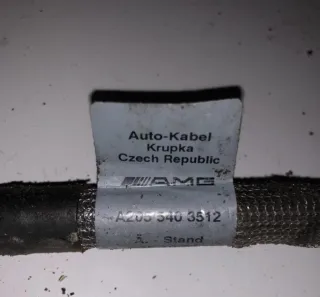 Auto-Kabel
Krupka
Czech Republic
AMG
A205 540 3512
Ä.- Stand